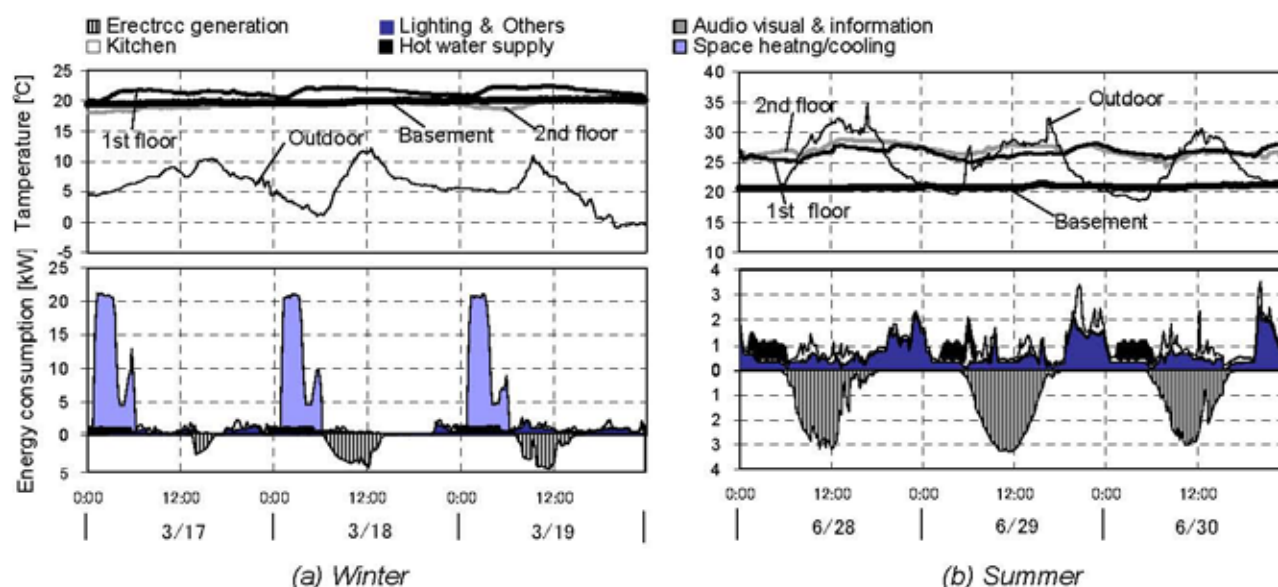 Erectrcc generation Lighting & Others Audio visual & information
Kitchen Hot water supply Space heatng/cooling
Tamperature [℃]
25
20
15
10
5
0
-5
1st floor
Outdoor
Basement
2nd floor
Energy consumption [kW]
25
20
15
10
5
0
5
0:00 12:00 0:00 12:00 0:00 12:00
3/17 3/18 3/19
(a) Winter
40
35
30
25
20
15
10
2nd floor
Outdoor
1st floor
Basement
4
3
2
1
0
1
2
3
4
0:00 12:00 0:00 12:00 0:00 12:00
6/28 6/29 6/30
(b) Summer